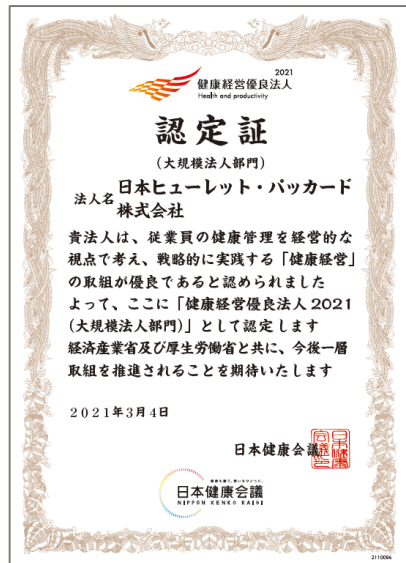 2021
健康経営優良法人
Health and productivity
認定証
(大規模法人部門)
法人名 日本ヒューレット・パッカード
株式会社
貴法人は、従業員の健康管理を経営的な
視点で考え、戦略的に実践する「健康経営」
の取組が優良であると認められました
よって、ここに「健康経営優良法人2021
(大規模法人部門)」として認定します
経済産業省及び厚生労働省と共に、今後一層
取組を推進されることを期待いたします
2021年3月4日
日本健康会議
日本健康会議
NIPPON KENKO KAIGI
2110096